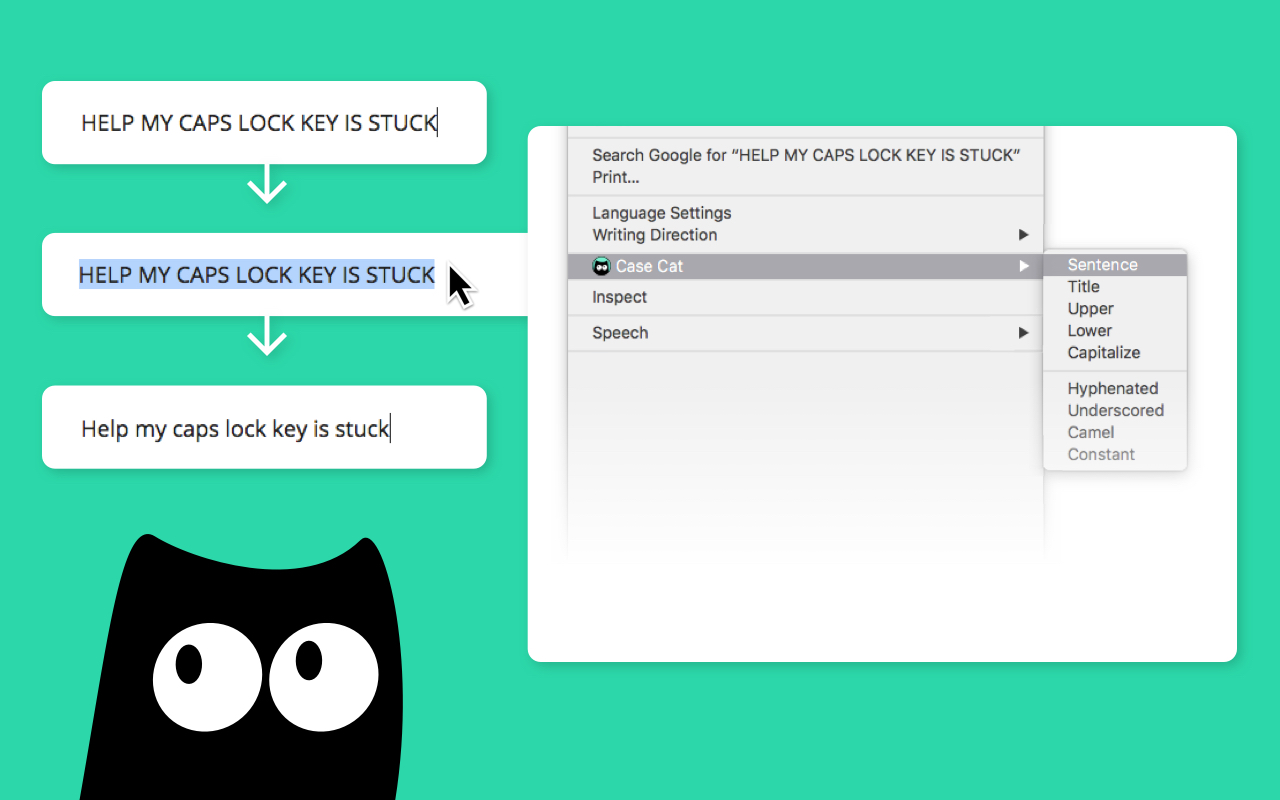 HELP MY CAPS LOCK KEY IS STUCK
HELP MY CAPS LOCK KEY IS STUCK
Help my caps lock key is stuck
Search Google for “HELP MY CAPS LOCK KEY IS STUCK”
Print...
Language Settings
Writing Direction
Case Cat
Inspect
Speech
Sentence
Title
Upper
Lower
Capitalize
Hyphenated
Underscored
Camel
Constant